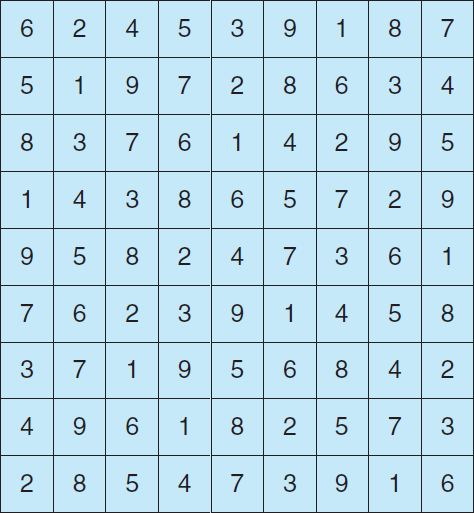 6 2 4 5 3 9 1 8 7
5 1 9 7 2 8 6 3 4
8 3 7 6 1 4 2 9 5
1 4 3 8 6 5 7 2 9
9 5 8 2 4 7 3 6 1
7 6 2 3 9 1 4 5 8
3 7 1 9 5 6 8 4 2
4 9 6 1 8 2 5 7 3
2 8 5 4 7 3 9 1 6